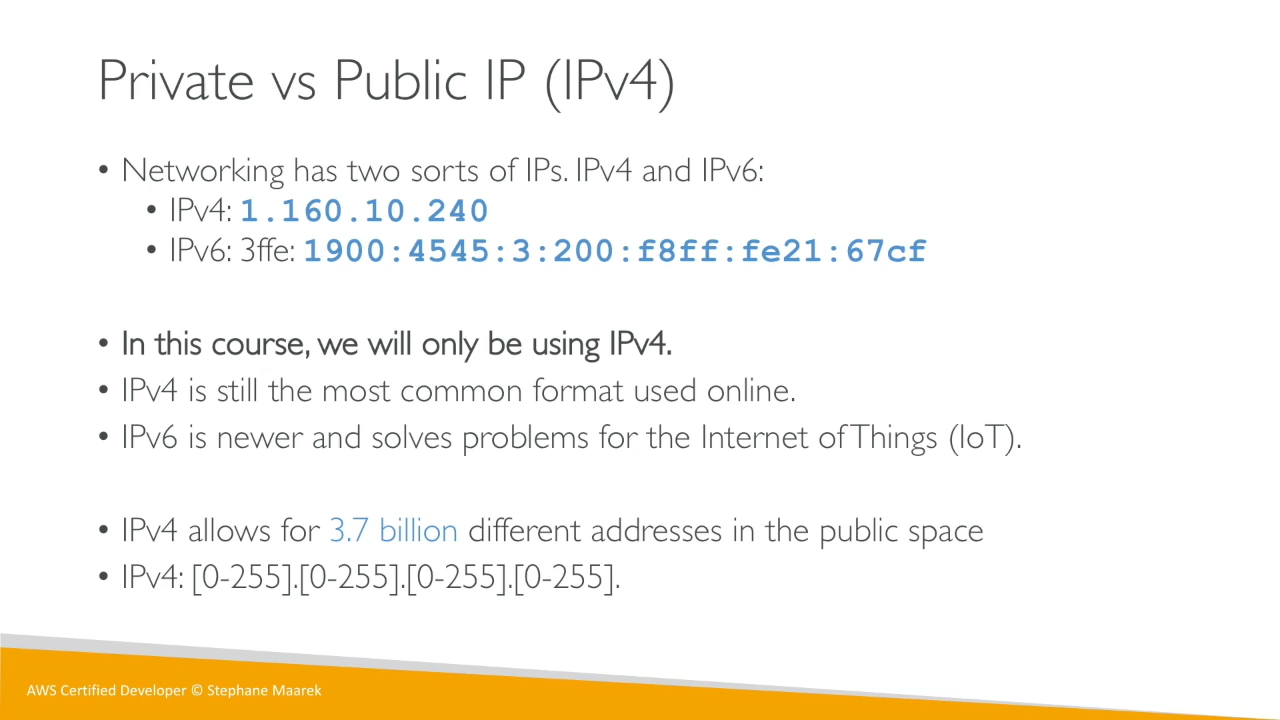 Private vs Public IP (IPv4)
• Networking has two sorts of IPs. IPv4 and IPv6:
• IPv4: 1.160.10.240
• IPv6: 3ffe: 1900:4545:3:200:f8ff:fe21:67cf
• In this course, we will only be using IPv4.
• IPv4 is still the most common format used online.
• IPv6 is newer and solves problems for the Internet of Things (IoT).
• IPv4 allows for 3.7 billion different addresses in the public space
• IPv4: [0-255].[0-255].[0-255].[0-255].
AWS Certified Developer © Stephane Maarek